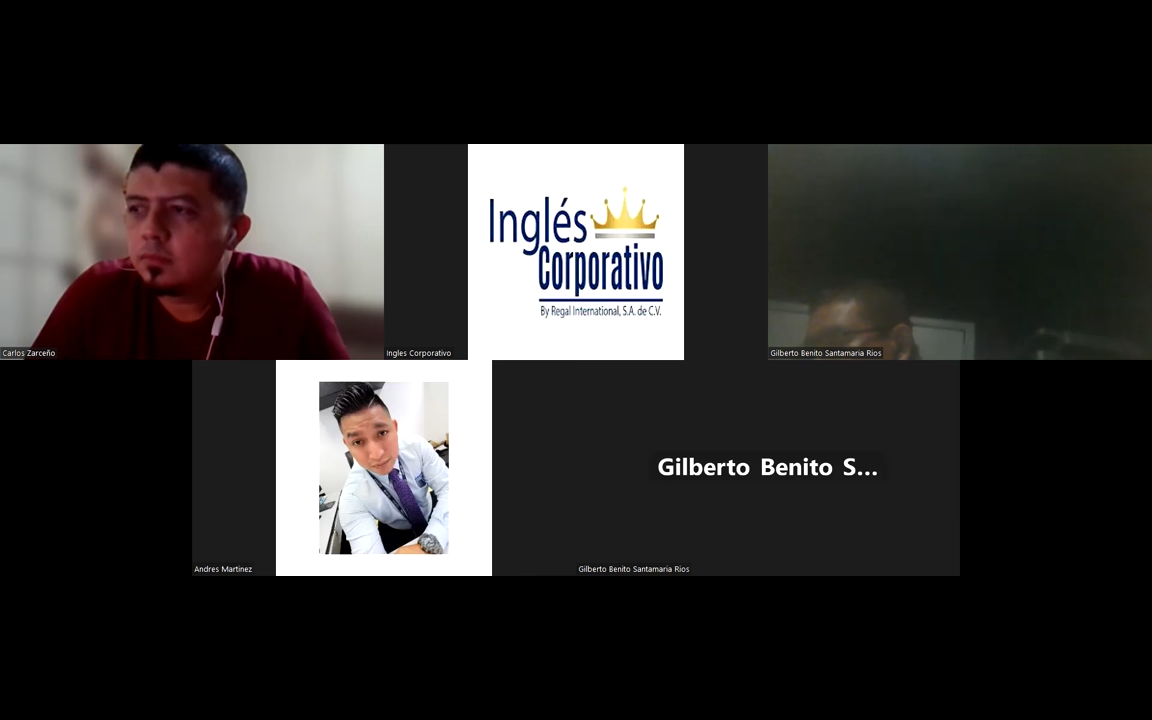 Inglés
Corporativo
By Regal International, S.A. de C.V.
Carlos Zarceño
Ingles Corporativo
Gilberto Benito Santamaria Rios
Gilberto Benito S...
Andres Martinez
Gilberto Benito Santamaria Rios